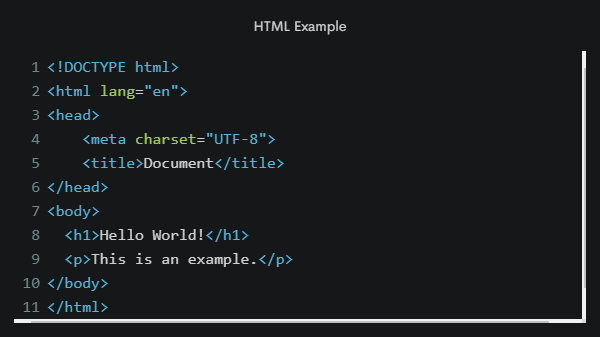 HTML Example
1 <!DOCTYPE html>
2 <html lang="en">
3 <head>
4     <meta charset="UTF-8">
5     <title>Document</title>
6 </head>
7 <body>
8   <h1>Hello World!</h1>
9   <p>This is an example.</p>
10 </body>
11 </html>